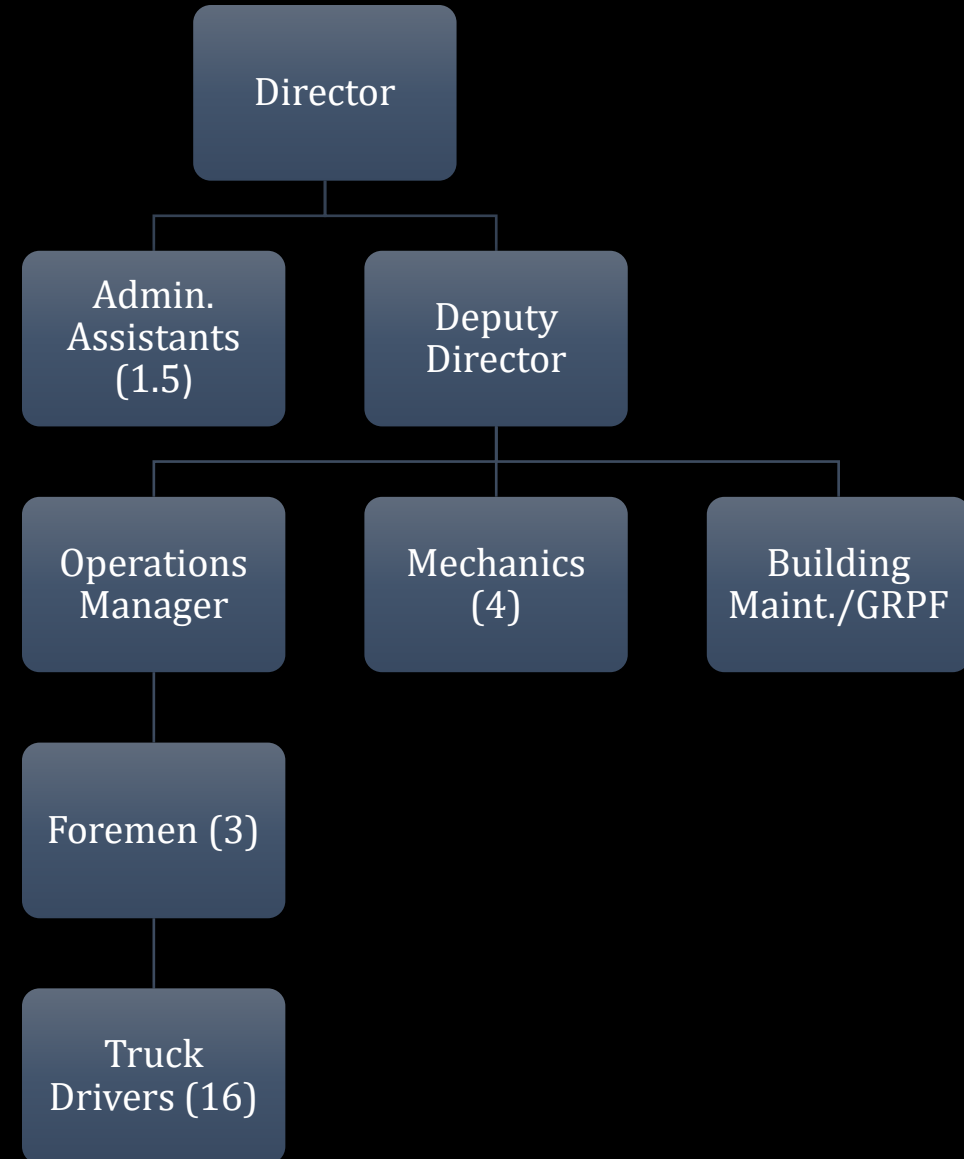 Director
Admin.
Assistants
(1.5)
Deputy
Director
Operations
Manager
Mechanics
(4)
Building
Maint./GRPF
Foremen (3)
Truck
Drivers (16)